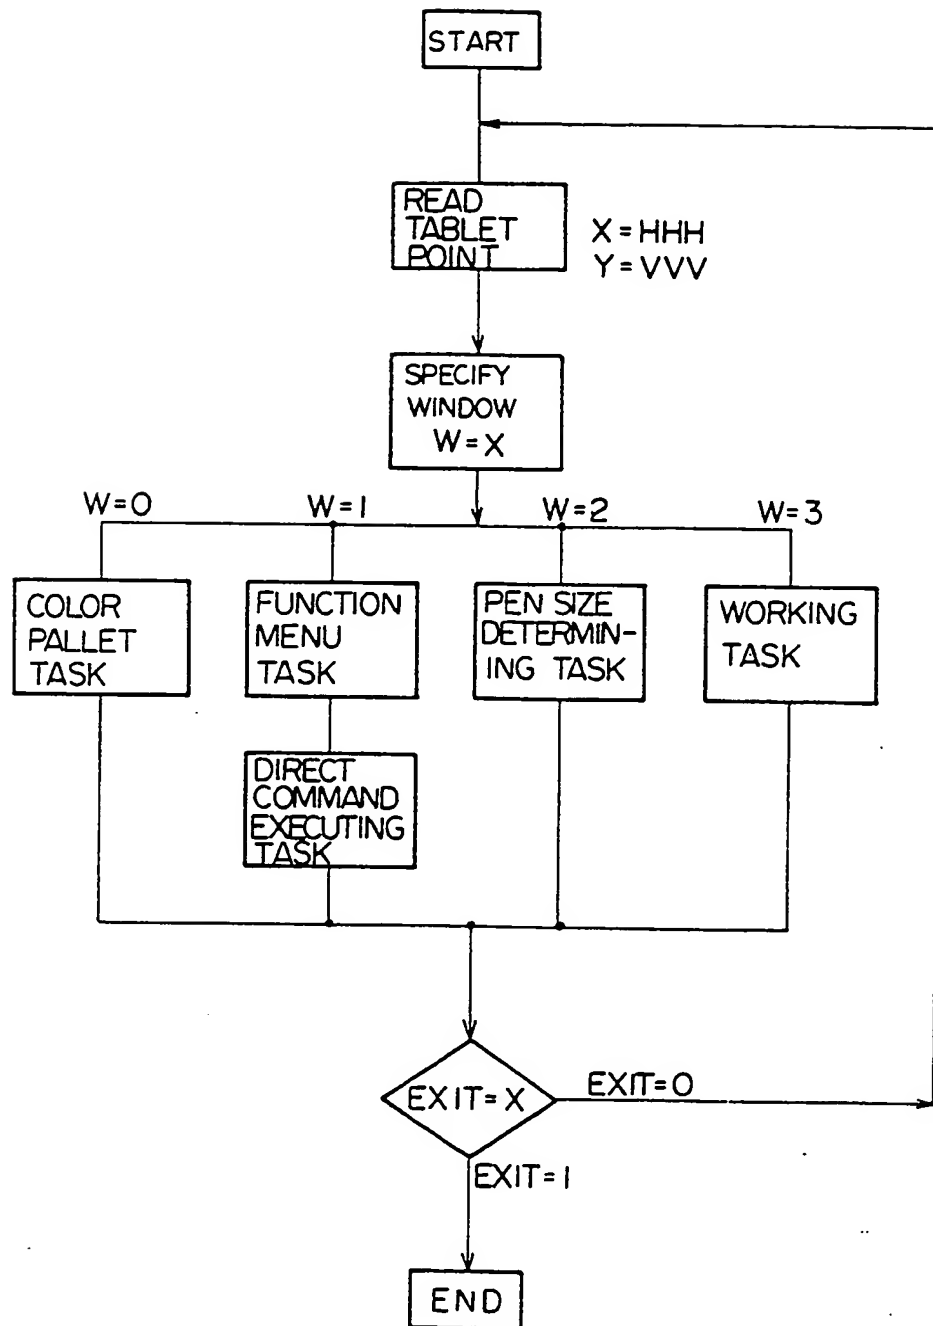 START
READ
TABLET
POINT
X=HHH
Y=VVV
SPECIFY
WINDOW
W=X
W=0
W=1
W=2
W=3
COLOR
PALLET
TASK
FUNCTION
MENU
TASK
PEN SIZE
DETERMIN-
ING TASK
WORKING
TASK
DIRECT
COMMAND
EXECUTING
TASK
EXIT=X
EXIT=0
EXIT=1
END